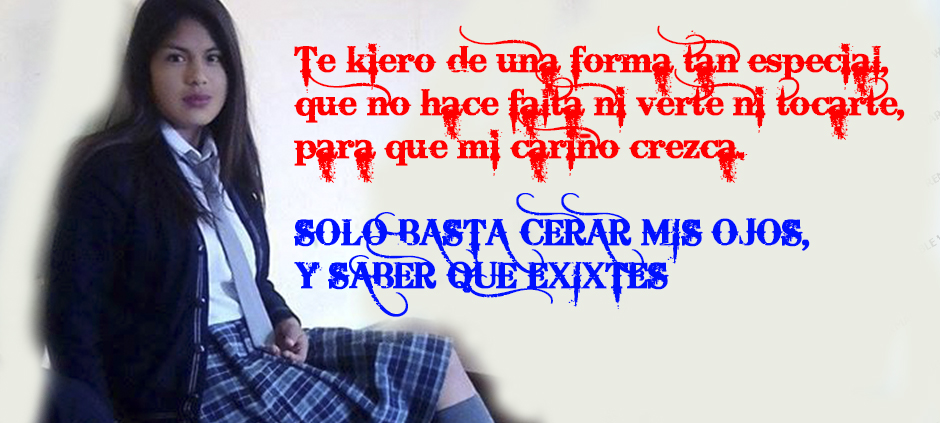 Te kiero de una forma tan especial,
que no hace falta ni verte ni tocarte,
para que mi cariño crezca.
SOLO BASTA CERAR MIS OJOS,
Y SABER QUE EXIXTES